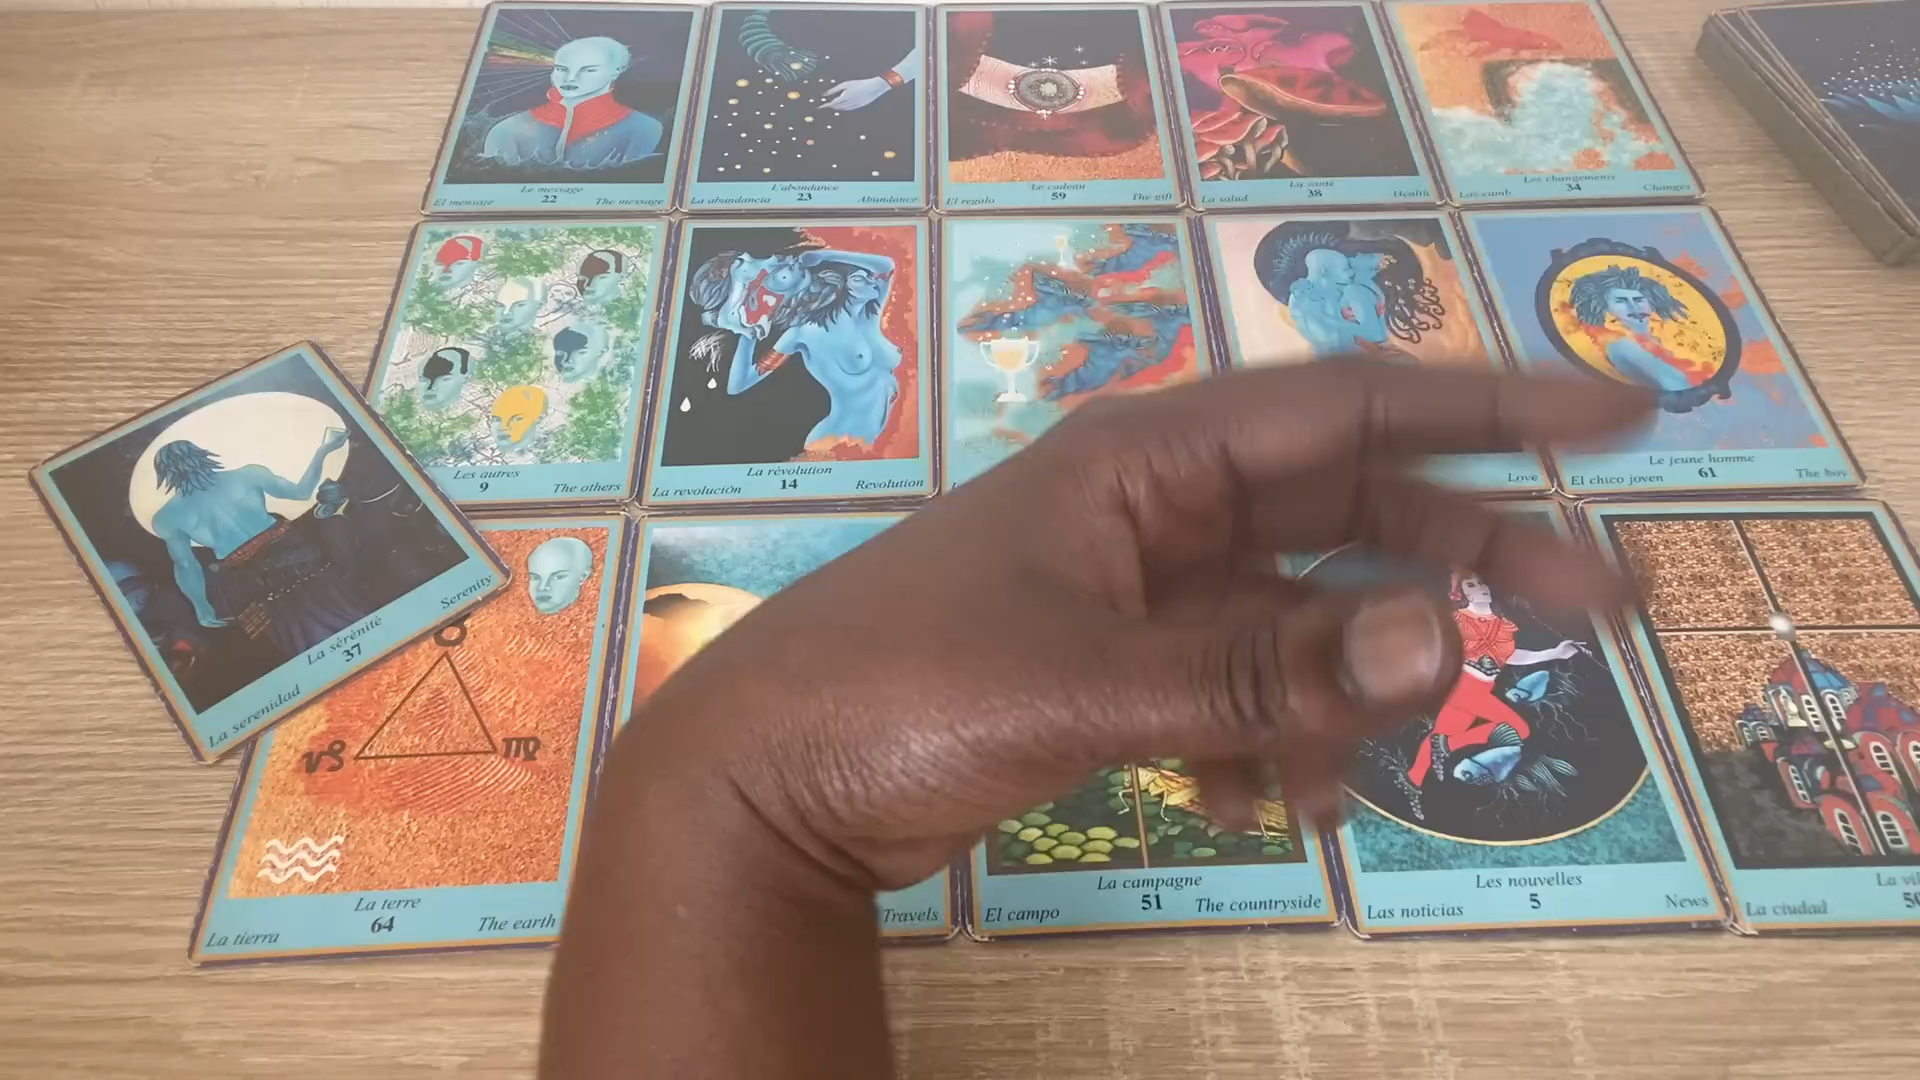 Le message
22
El mensaje
The message
L'abondance
23
La abundancia
Abundance
Le cadeau
59
El regalo
The gift
La santé
38
La salud
Health
Les changements
34
Changes
Les autres
9
The others
La révolution
14
La revolución
Revolution
Love
Le jeune homme
61
El chico joven
The boy
La sérénité
37
La serenidad
Serenity
La terre
64
La tierra
The earth
Travels
La campagne
51
El campo
The countryside
Les nouvelles
5
Las noticias
News
La ciudad